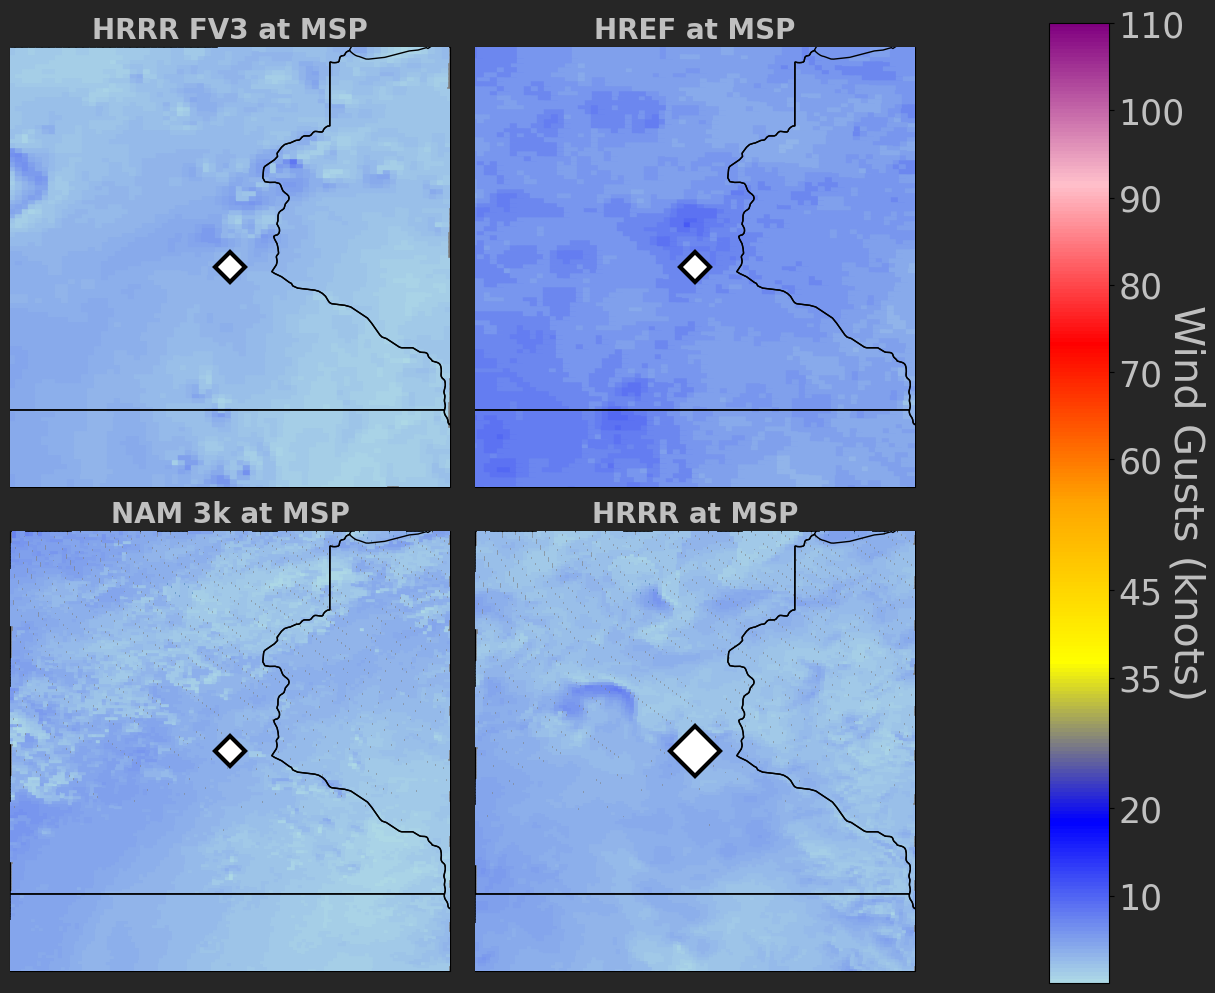 HRRR FV3 at MSP
HREF at MSP
NAM 3k at MSP
HRRR at MSP
110
100
90
80
70
60
45
35
20
10
Wind Gusts (knots)